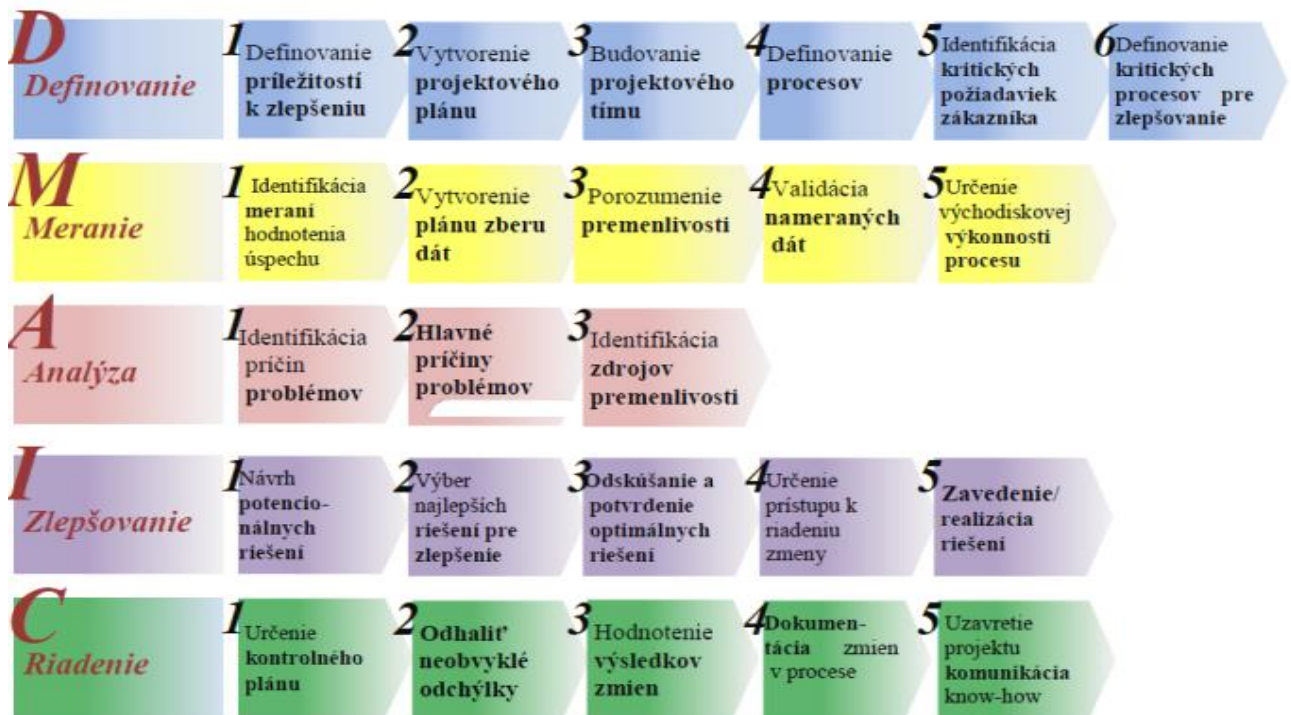 D
Definovanie
1 Definovanie
príležitostí
k zlepšeniu
2 Vytvorenie
projektového
plánu
3 Budovanie
projektového
tímu
4 Definovanie
procesov
5 Identifikácia
kritických
požiadaviek
zákazníka
6 Definovanie
kritických
procesov pre
zlepšovanie
M
Meranie
1 Identifikácia
meraní
hodnotenia
úspechu
2 Vytvorenie
plánu zberu
dát
3 Porozumenie
premenlivosti
4 Validácia
nameraných
dát
5 Určenie
východiskovej
výkonnosti
procesu
A
Analýza
1 Identifikácia
príčin
problémov
2 Hlavné
príčiny
problémov
3 Identifikácia
zdrojov
premenlivosti
I
Zlepšovanie
1 Návrh
potencio-
nálnych
riešení
2 Výber
najlepších
riešení pre
zlepšenie
3 Odskúšanie a
potvrdenie
optimálnych
riešení
4 Určenie
prístupu k
riadeniu
zmeny
5 Zavedenie/
realizácia
riešení
C
Riadenie
1 Určenie
kontrolného
plánu
2 Odhaliť
neobvyklé
odchýlky
3 Hodnotenie
výsledkov
zmien
4 Dokumen-
tácia zmien
v procese
5 Uzavretie
projektu
komunikácia
know-how